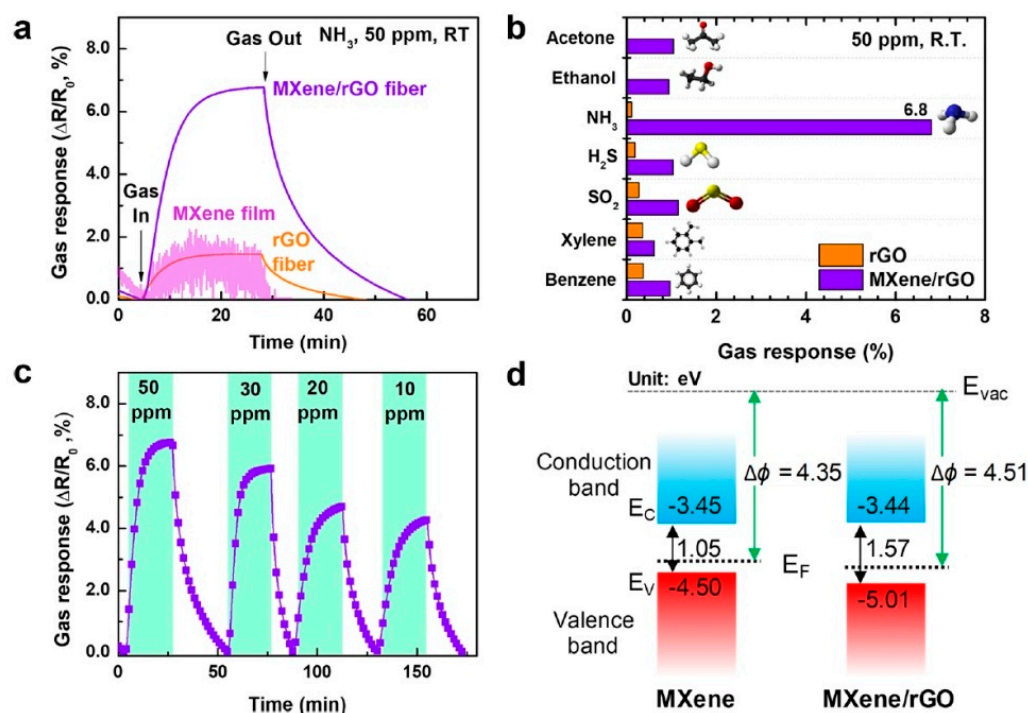 a
NH₃, 50 ppm, RT
Gas Out
MXene/rGO fiber
Gas
In
MXene film
rGO
fiber
Gas response (ΔR/R₀, %)
8.0
6.0
4.0
2.0
0.0
0 20 40 60
Time (min)
b
50 ppm, R.T.
Acetone
Ethanol
NH₃
6.8
H₂S
SO₂
Xylene
Benzene
rGO
MXene/rGO
0 2 4 6 8
Gas response (%)
c
50
ppm
30
ppm
20
ppm
10
ppm
Gas response (ΔR/R₀ ,%)
8.0
6.0
4.0
2.0
0.0
0 50 100 150
Time (min)
d
Unit: eV
Evac
Conduction
band
Δϕ = 4.35
Δϕ = 4.51
EC
-3.45
-3.44
1.05
1.57
EF
EV
-4.50
-5.01
Valence
band
MXene
MXene/rGO